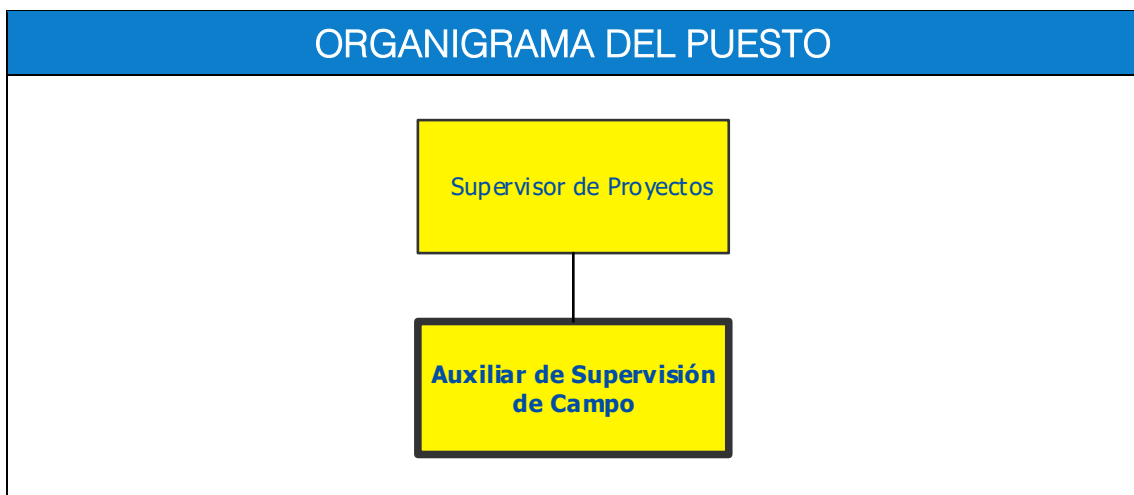 ORGANIGRAMA DEL PUESTO
Supervisor de Proyectos
Auxiliar de Supervisión
de Campo